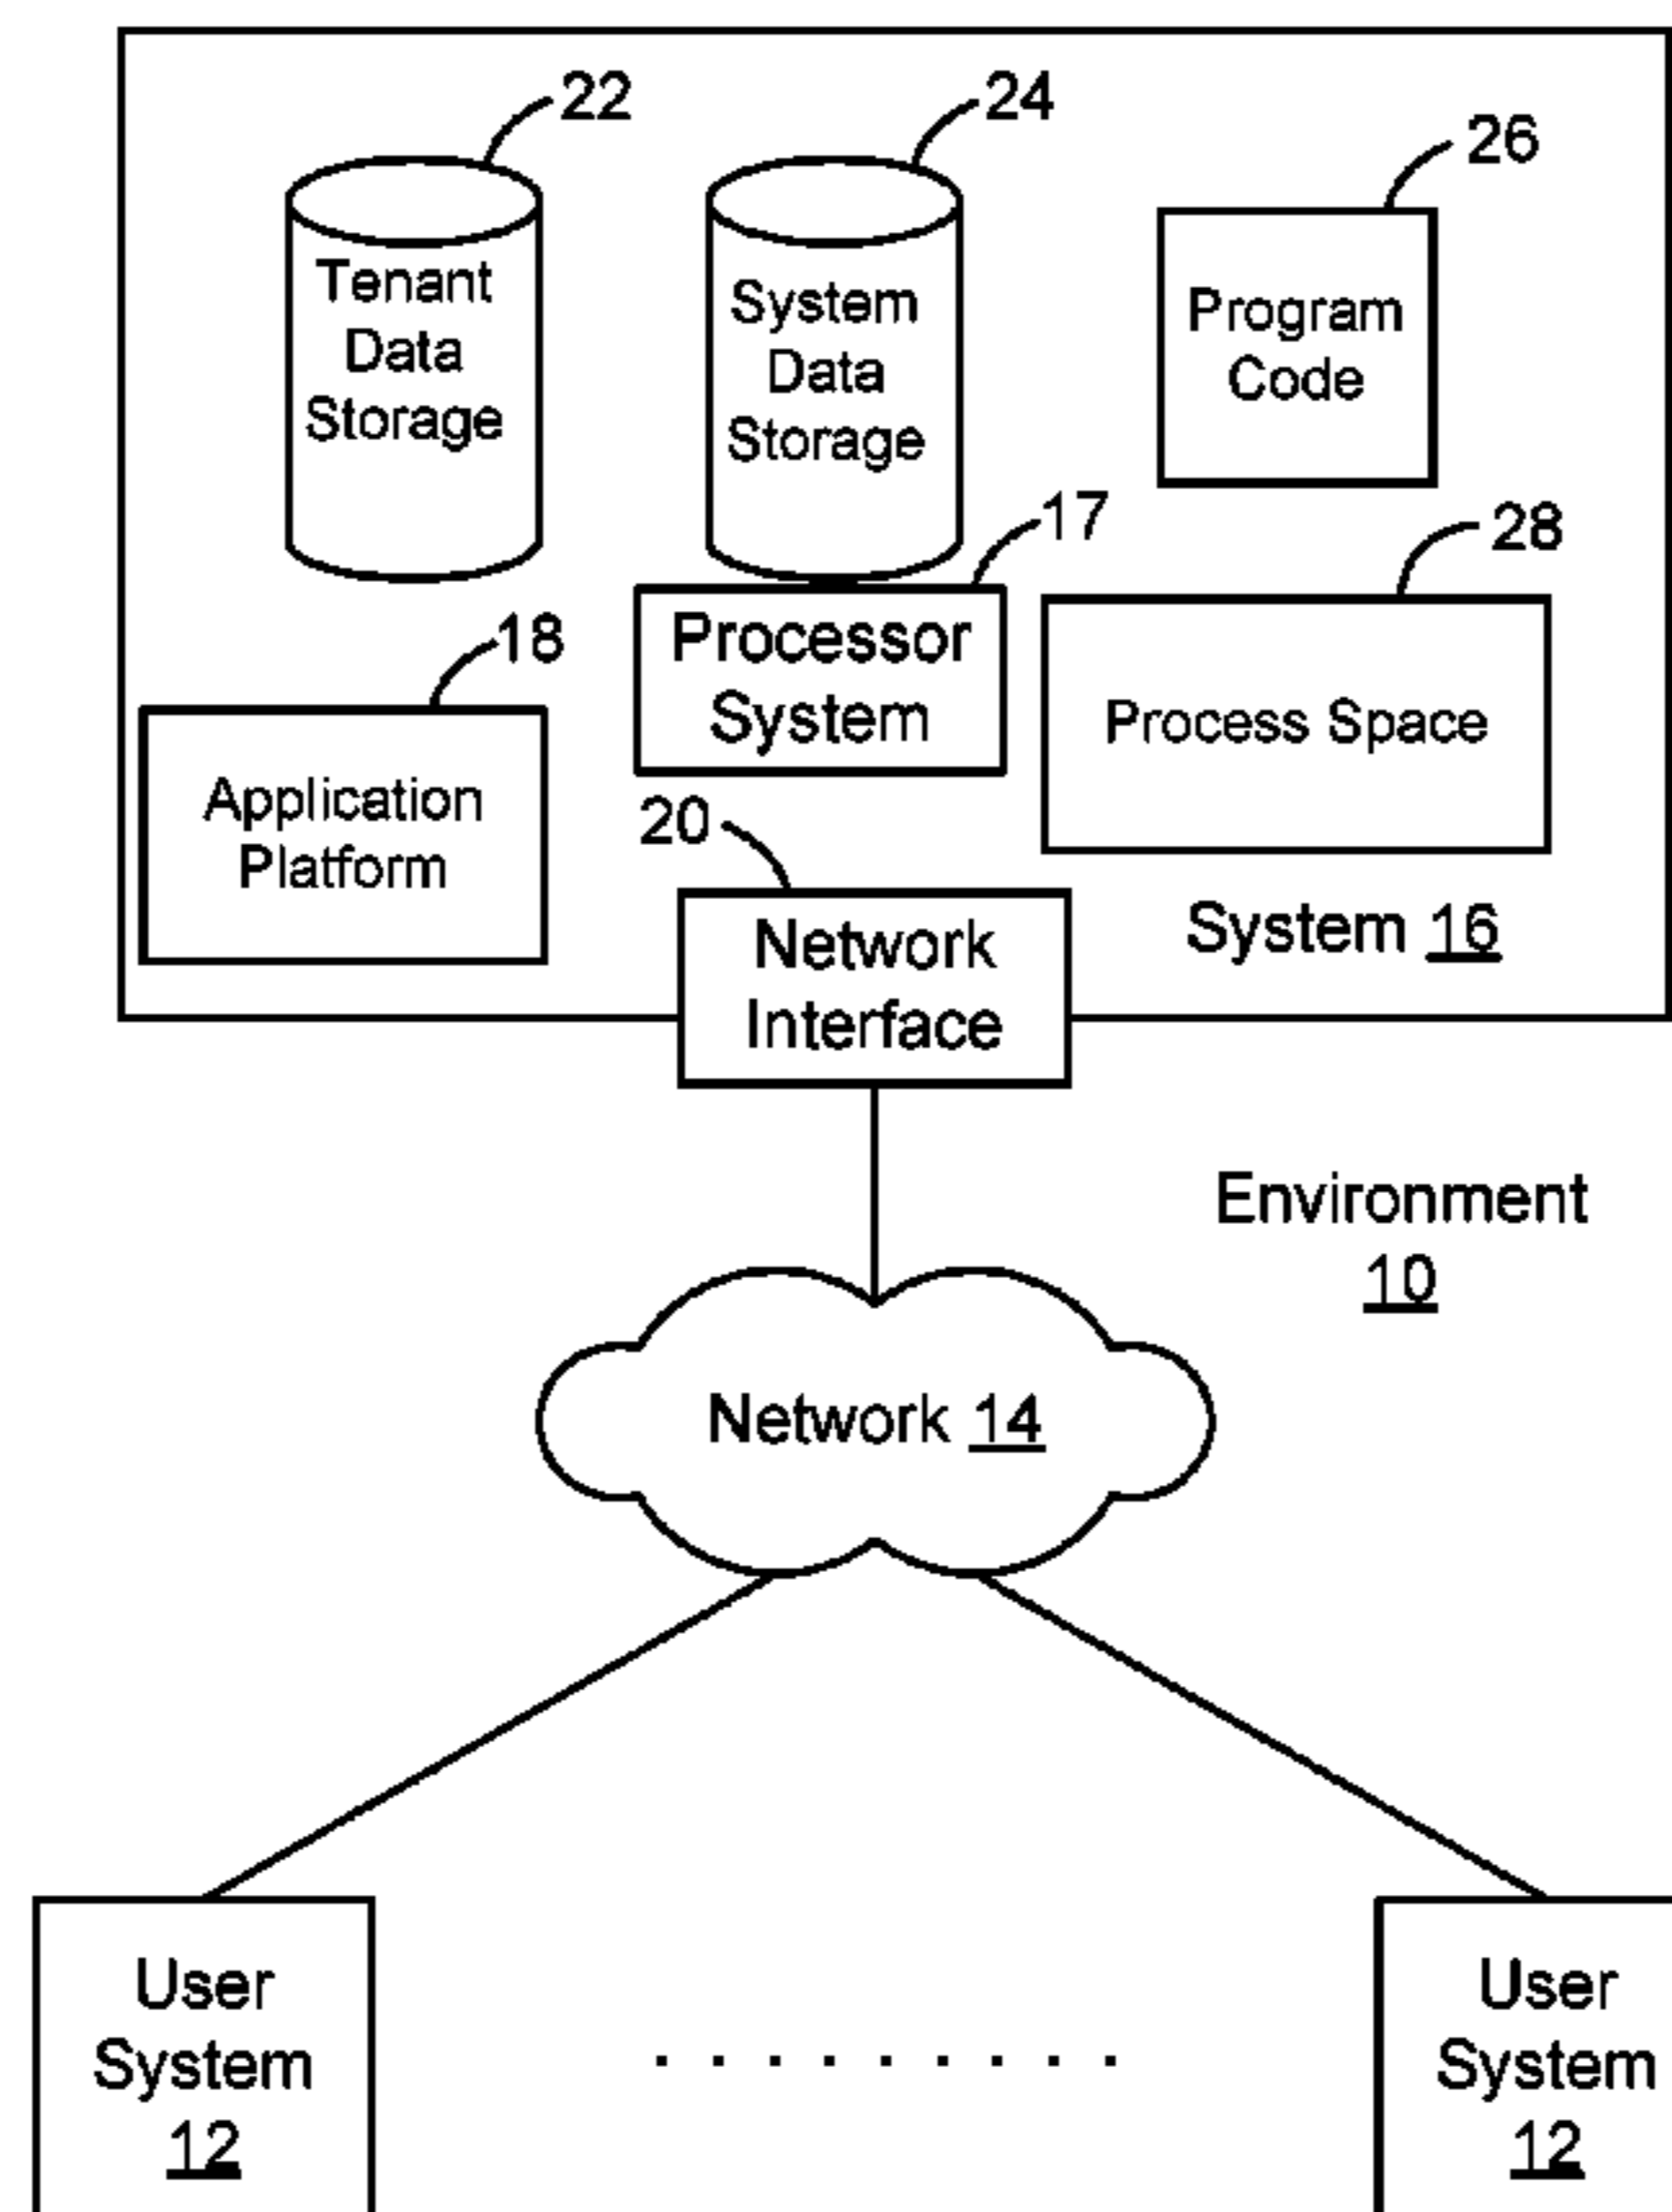 22
24
26
Tenant
Data
Storage
System
Data
Storage
Program
Code
17
28
18
Processor
System
Process Space
Application
Platform
20
Network
Interface
System 16
Environment
10
Network 14
User
System
12
. . . . . . . . .
User
System
12